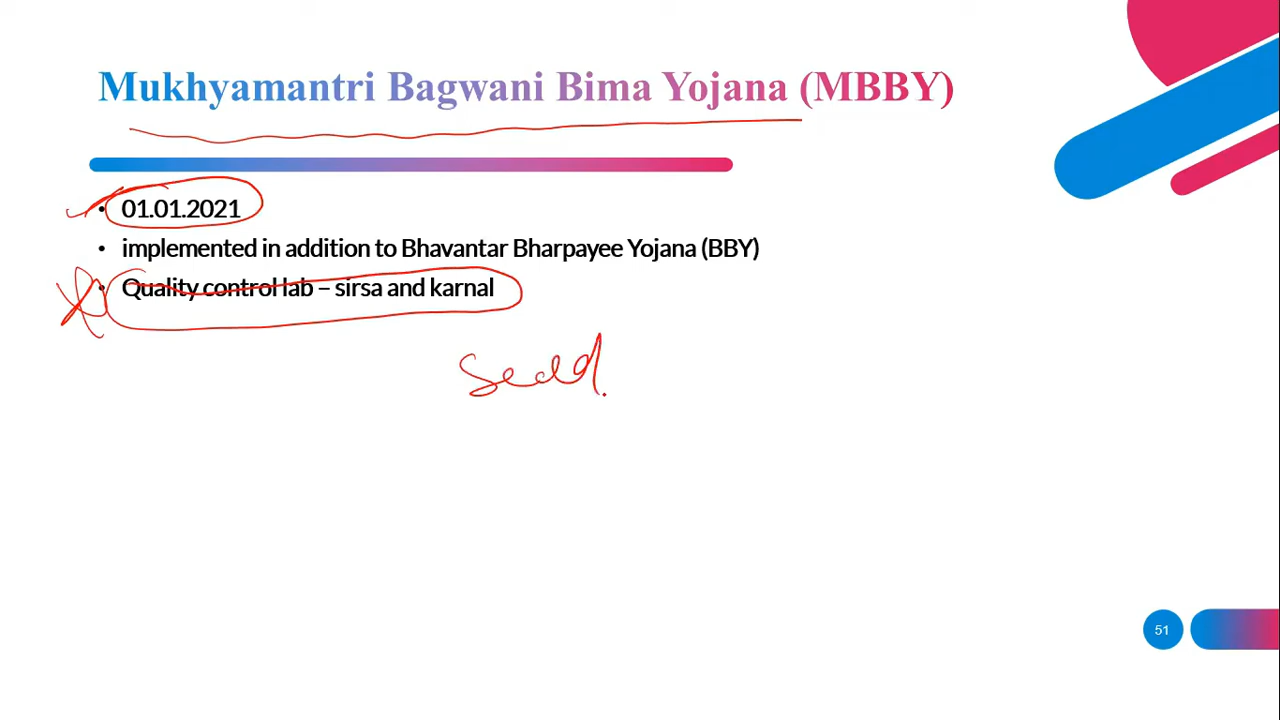 Mukhyamantri Bagwani Bima Yojana (MBBY)
• 01.01.2021
• implemented in addition to Bhavantar Bharpayee Yojana (BBY)
• Quality control lab – sirsa and karnal
51